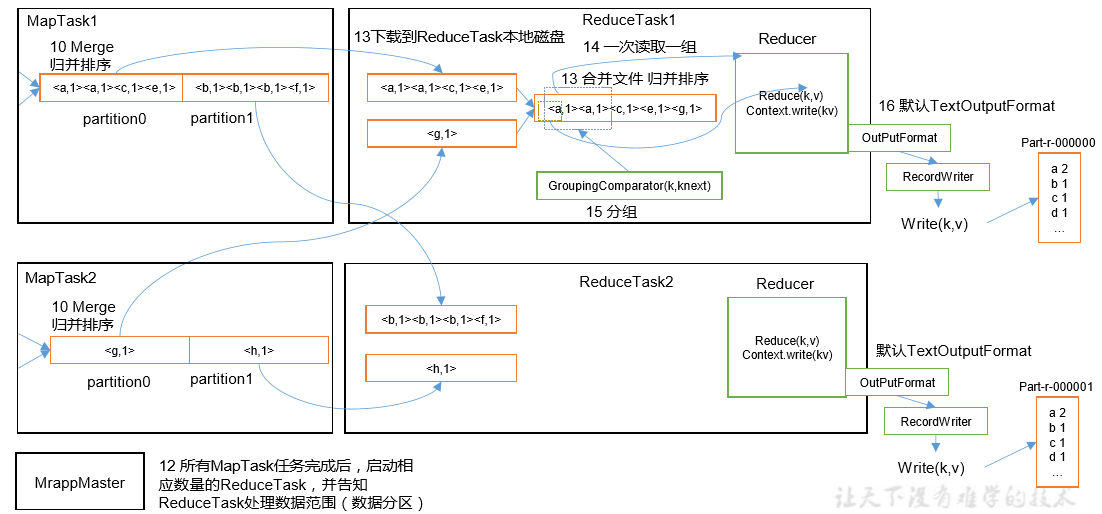 MapTask1
10 Merge
归并排序
<a,1><a,1><c,1><e,1>
<b,1><b,1><b,1><f,1>
partition0
partition1
ReduceTask1
13下载到ReduceTask本地磁盘
14 一次读取一组
Reducer
<a,1><a,1><c,1><e,1>
13 合并文件 归并排序
<a,1><a,1><c,1><e,1><g,1>
<g,1>
Reduce(k,v)
Context.write(kv)
GroupingComparator(k,knext)
15 分组
16 默认TextOutputFormat
OutPutFormat
RecordWriter
Write(k,v)
Part-r-000000
a 2
b 1
c 1
d 1
...
MapTask2
10 Merge
归并排序
<g,1>
<h,1>
partition0
partition1
ReduceTask2
Reducer
<b,1><b,1><b,1><f,1>
<h,1>
Reduce(k,v)
Context.write(kv)
默认TextOutputFormat
OutPutFormat
RecordWriter
Write(k,v)
Part-r-000001
a 2
b 1
c 1
d 1
...
MrappMaster
12 所有MapTask任务完成后，启动相
应数量的ReduceTask，并告知
ReduceTask处理数据范围（数据分区）
让天下没有难学的技术